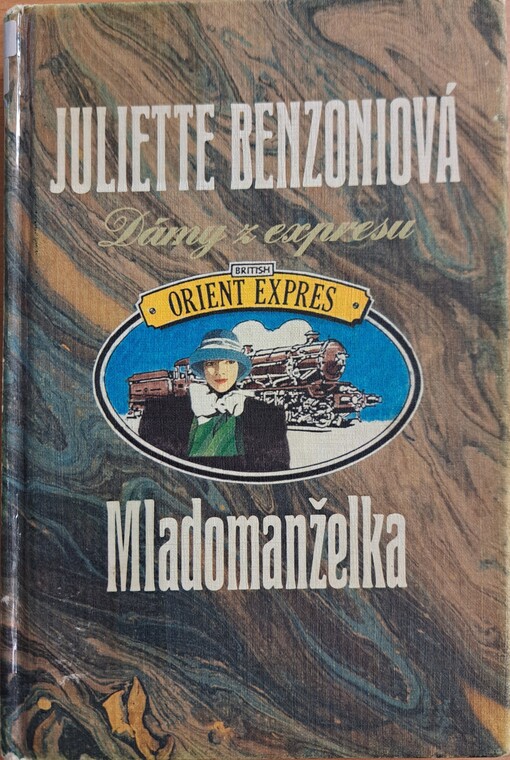 JULIETTE BENZONIOVÁ
Dámy z expresu
BRITISH
ORIENT EXPRES
Mladomanželka